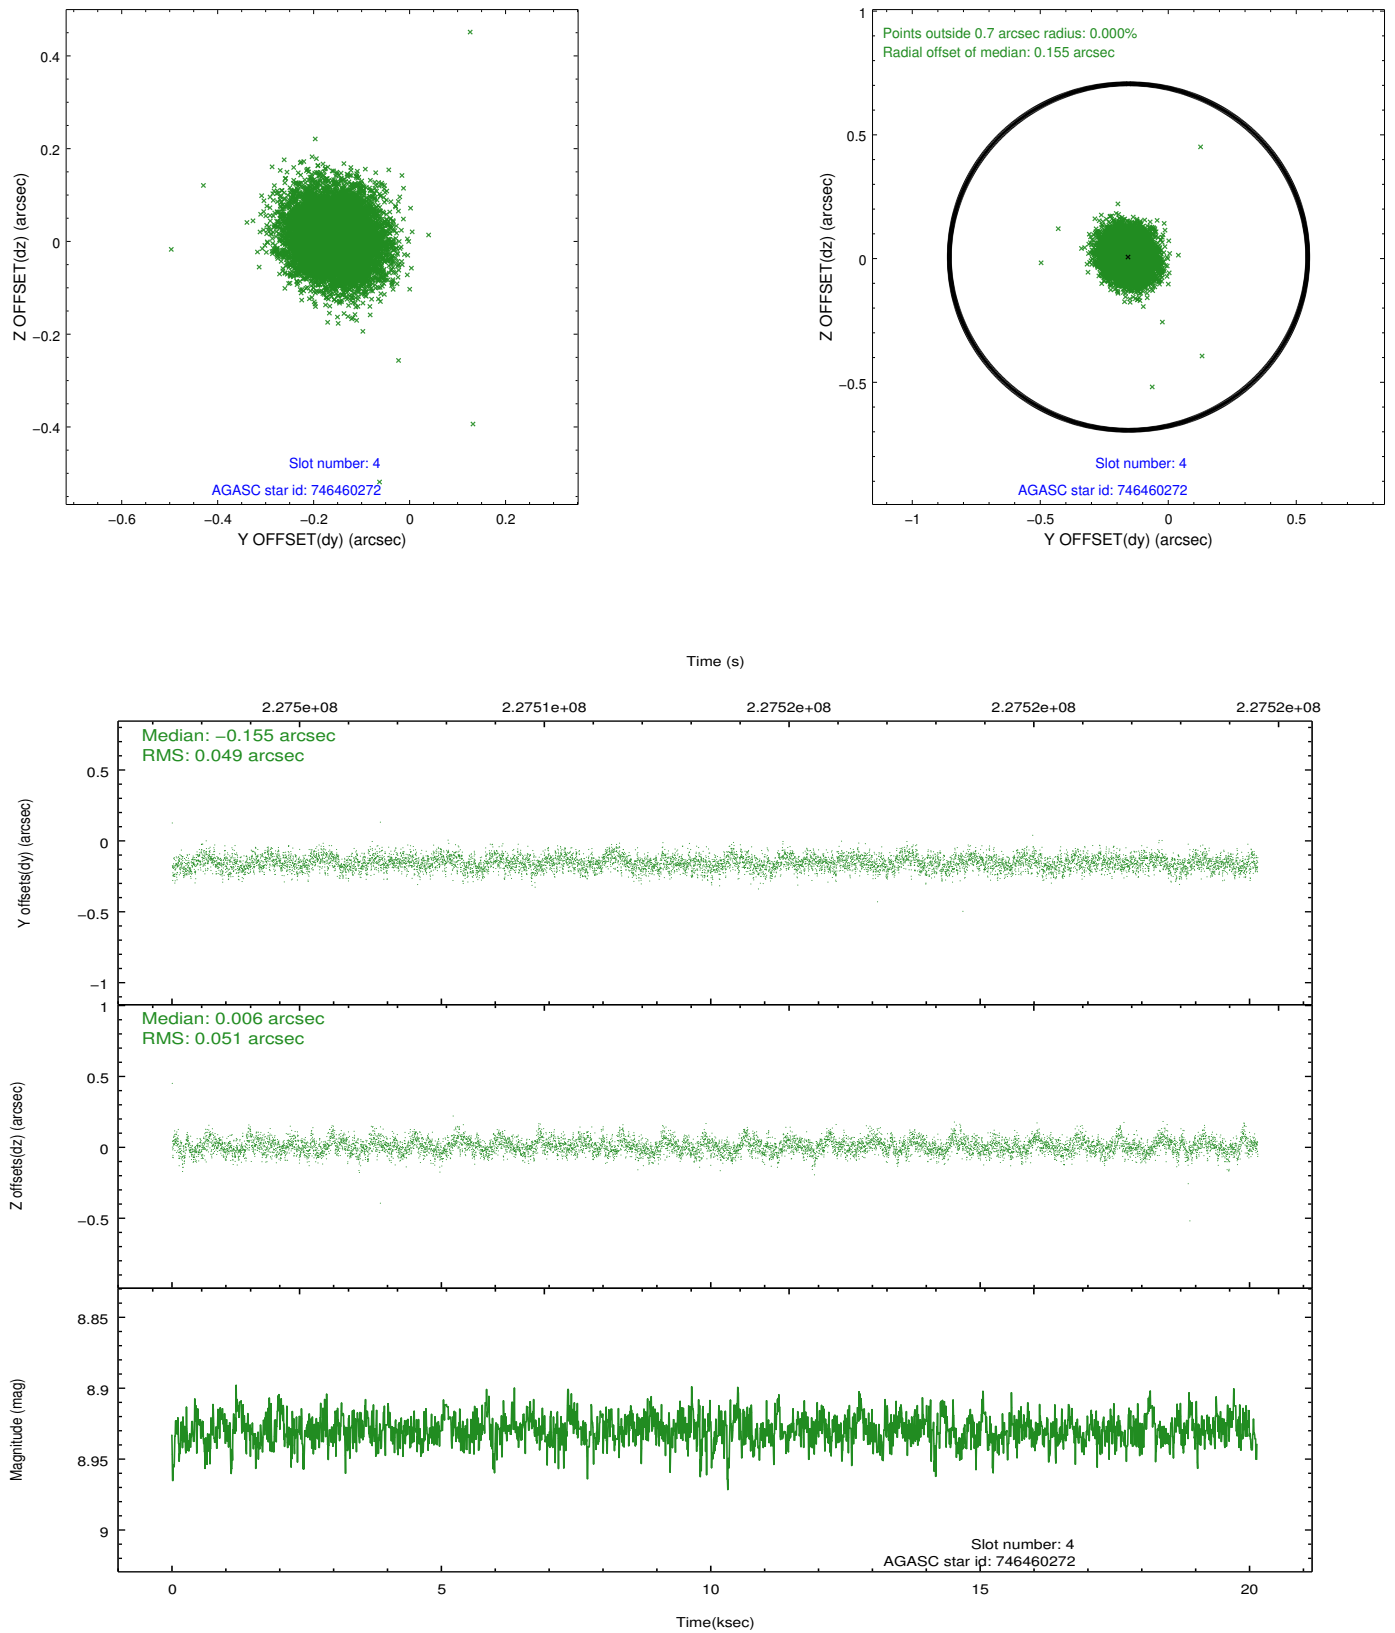 0.4
0.2
0
−0.2
−0.4
Z OFFSET(dz) (arcsec)
Slot number: 4
AGASC star id: 746460272
−0.6
−0.4
−0.2
0
0.2
Y OFFSET(dy) (arcsec)
Points outside 0.7 arcsec radius: 0.000%
Radial offset of median: 0.155 arcsec
1
0.5
0
−0.5
Z OFFSET(dz) (arcsec)
Slot number: 4
AGASC star id: 746460272
−1
−0.5
0
0.5
Y OFFSET(dy) (arcsec)
Time (s)
2.275e+08
2.2751e+08
2.2752e+08
2.2752e+08
2.2752e+08
Median: −0.155 arcsec
RMS: 0.049 arcsec
0.5
0
−0.5
−1
Y offsets(dy) (arcsec)
Median: 0.006 arcsec
RMS: 0.051 arcsec
1
0.5
0
−0.5
Z offsets(dz) (arcsec)
8.85
8.9
8.95
9
Magnitude (mag)
Slot number: 4
AGASC star id: 746460272
0
5
10
15
20
Time(ksec)